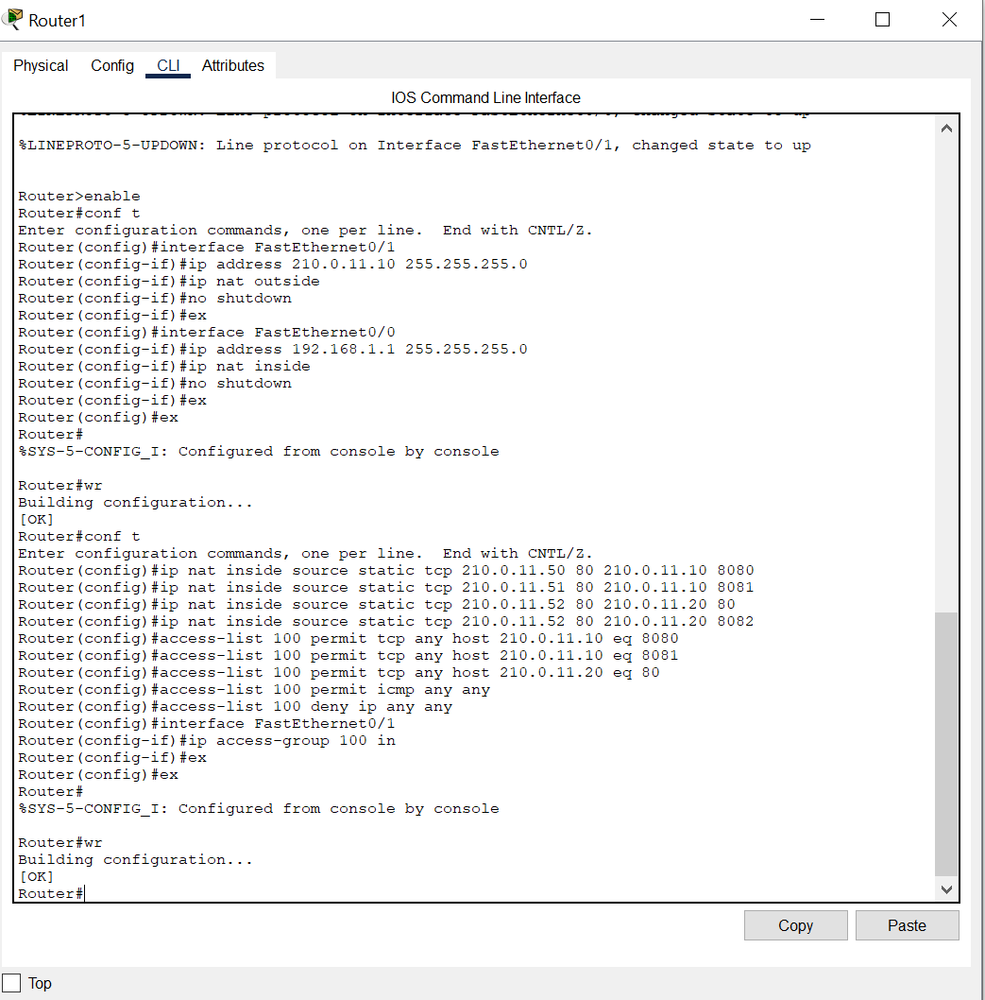 Router1
Physical Config CLI Attributes
IOS Command Line Interface
%LINEPROTO-5-UPDOWN: Line protocol on Interface FastEthernet0/1, changed state to up
Router>enable
Router#conf t
Enter configuration commands, one per line.  End with CNTL/Z.
Router(config)#interface FastEthernet0/1
Router(config-if)#ip address 210.0.11.10 255.255.255.0
Router(config-if)#ip nat outside
Router(config-if)#no shutdown
Router(config-if)#ex
Router(config)#interface FastEthernet0/0
Router(config-if)#ip address 192.168.1.1 255.255.255.0
Router(config-if)#ip nat inside
Router(config-if)#no shutdown
Router(config-if)#ex
Router(config)#ex
Router#
%SYS-5-CONFIG_I: Configured from console by console
Router#wr
Building configuration...
[OK]
Router#conf t
Enter configuration commands, one per line.  End with CNTL/Z.
Router(config)#ip nat inside source static tcp 210.0.11.50 80 210.0.11.10 8080
Router(config)#ip nat inside source static tcp 210.0.11.51 80 210.0.11.10 8081
Router(config)#ip nat inside source static tcp 210.0.11.52 80 210.0.11.20 80
Router(config)#ip nat inside source static tcp 210.0.11.52 80 210.0.11.20 8082
Router(config)#access-list 100 permit tcp any host 210.0.11.10 eq 8080
Router(config)#access-list 100 permit tcp any host 210.0.11.10 eq 8081
Router(config)#access-list 100 permit tcp any host 210.0.11.20 eq 80
Router(config)#access-list 100 permit icmp any any
Router(config)#access-list 100 deny ip any any
Router(config)#interface FastEthernet0/1
Router(config-if)#ip access-group 100 in
Router(config-if)#ex
Router(config)#ex
Router#
%SYS-5-CONFIG_I: Configured from console by console
Router#wr
Building configuration...
[OK]
Router#
Copy Paste
Top